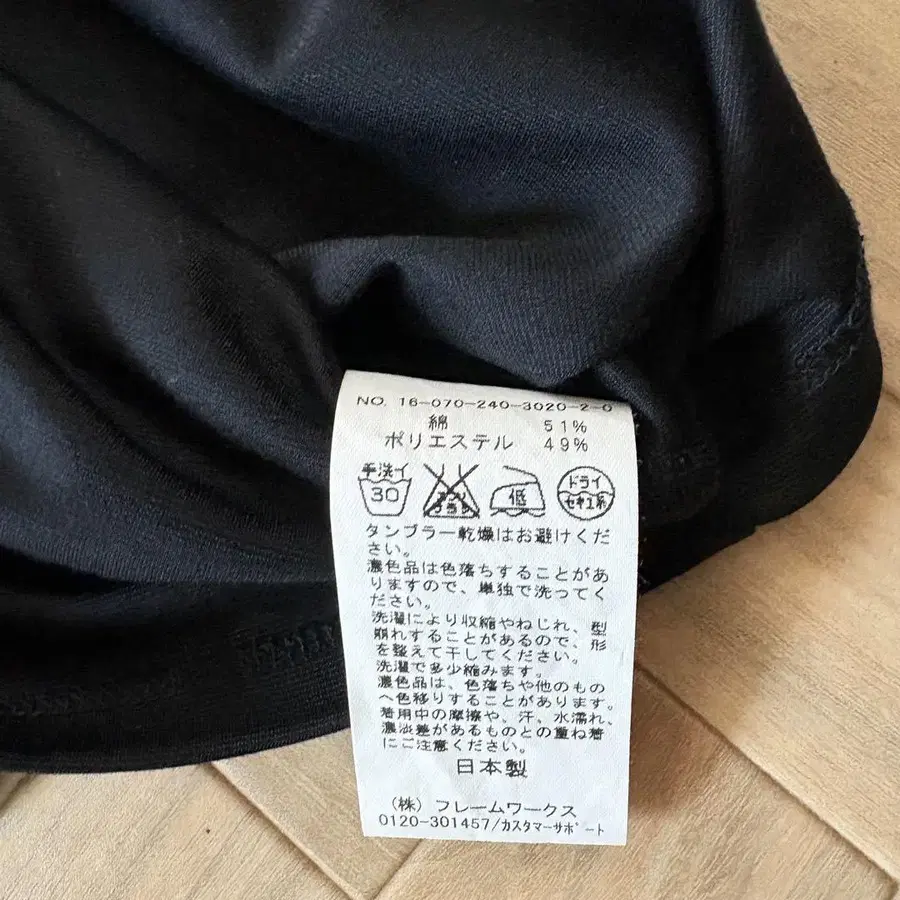 NO. 16-070-240-3020-2-0
綿 51%
ポリエステル 49%
手洗イ
30
エンソサラシ
低
ドライ
セキユ系
タンブラー乾燥はお避けくだ
さい。
濃色品は色落ちすることがあ
りますので、単独で洗ってく
ださい。
洗濯により収縮やねじれ、型
崩れすることがあるので、形
を整えて干してください。
洗濯で多少縮みます。
濃色品は、色落ちや他のもの
へ色移りすることがあります。
着用中の摩擦や、汗、水濡れ、
濃淡差があるものとの重ね着
にご注意ください。
日本製
(株) フレームワークス
0120-301457/カスタマーサポート